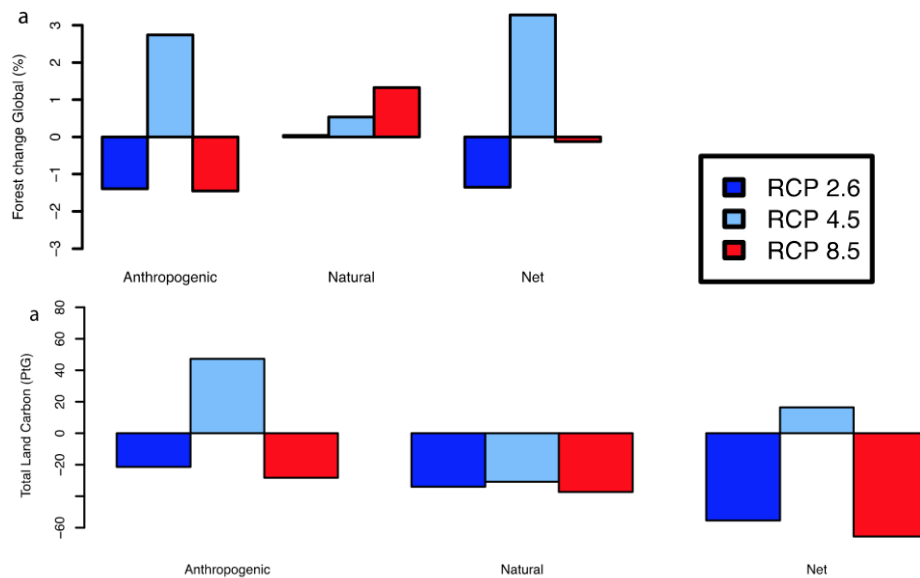 a
Forest change Global (%)
3
2
1
0
−1
−2
−3
Anthropogenic Natural Net
RCP 2.6
RCP 4.5
RCP 8.5
a
Total Land Carbon (PtG)
80
60
40
20
0
−20
−60
Anthropogenic Natural Net